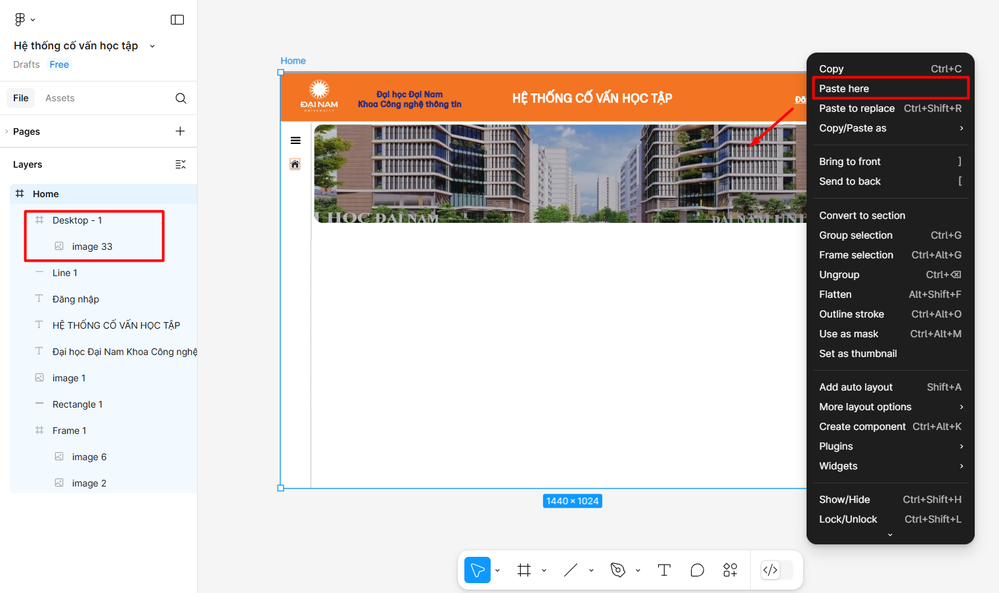 Hệ thống cố vấn học tập
Drafts Free
File Assets
Pages
Layers
Home
Desktop - 1
image 33
Line 1
Đăng nhập
HỆ THỐNG CỐ VẤN HỌC TẬP
Đại học Đại Nam Khoa Công nghệ
image 1
Rectangle 1
Frame 1
image 6
image 2
Home
ĐẠI NAM
UNIVERSITY
Đại học Đại Nam
Khoa Công nghệ thông tin
HỆ THỐNG CỐ VẤN HỌC TẬP
HỌC ĐẠI NAM
ĐẠI NAM UNI
1440 × 1024
Copy Ctrl+C
Paste here
Paste to replace Ctrl+Shift+R
Copy/Paste as
Bring to front ]
Send to back [
Convert to section
Group selection Ctrl+G
Frame selection Ctrl+Alt+G
Ungroup Ctrl+⌫
Flatten Alt+Shift+F
Outline stroke Ctrl+Alt+O
Use as mask Ctrl+Alt+M
Set as thumbnail
Add auto layout Shift+A
More layout options
Create component Ctrl+Alt+K
Plugins
Widgets
Show/Hide Ctrl+Shift+H
Lock/Unlock Ctrl+Shift+L